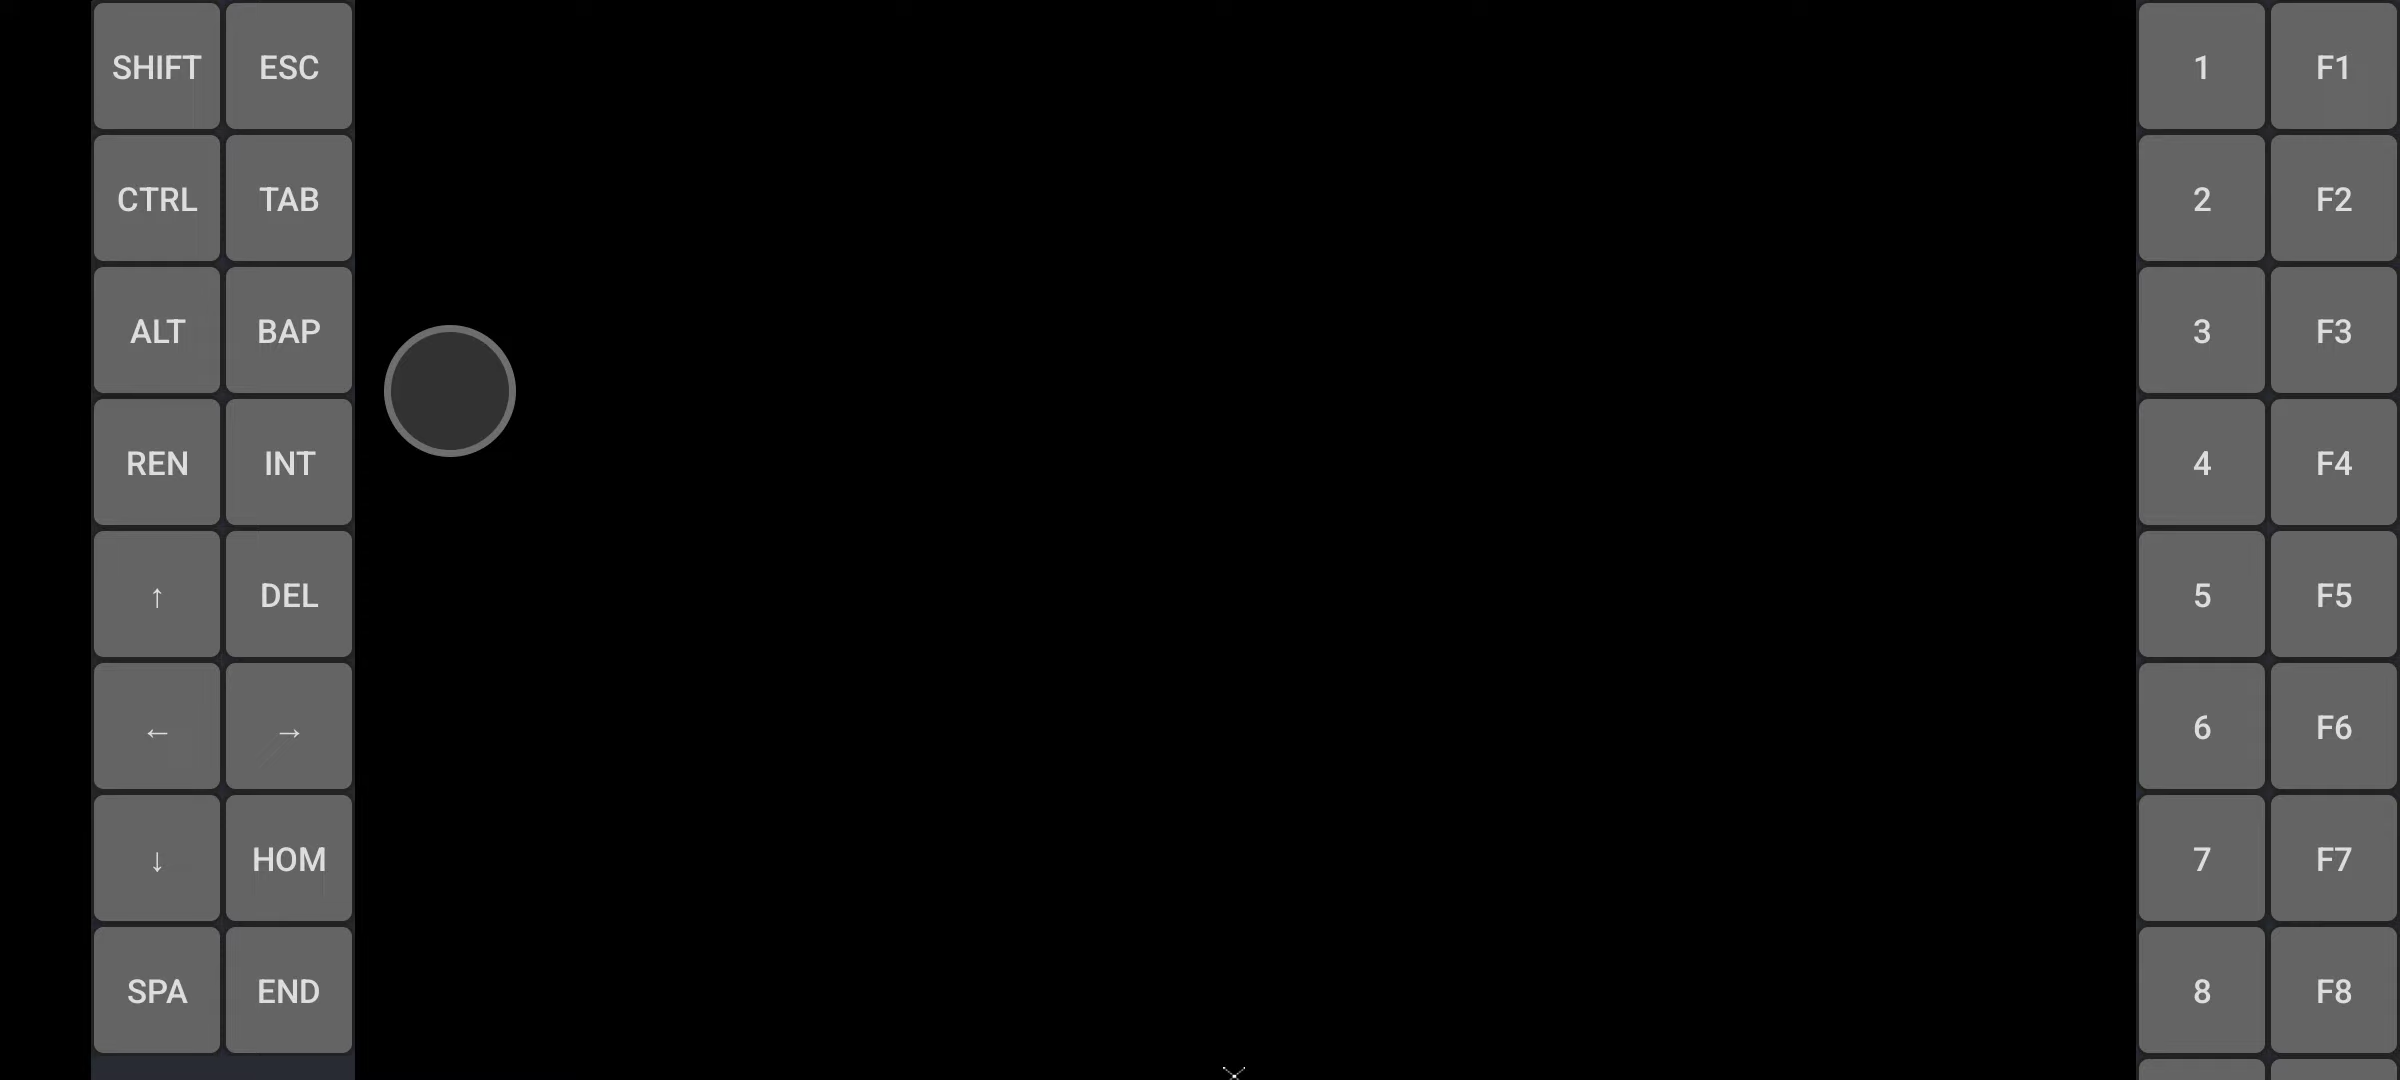 SHIFT ESC 1 F1
CTRL TAB 2 F2
ALT BAP 3 F3
REN INT 4 F4
↑ DEL 5 F5
← → 6 F6
↓ HOM 7 F7
SPA END 8 F8